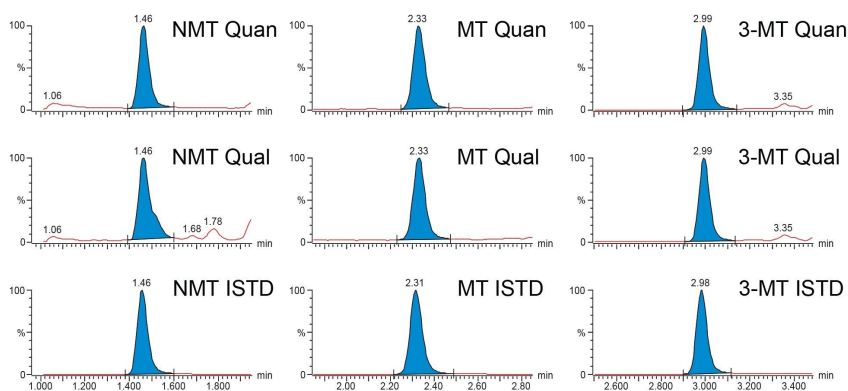 1.46
NMT Quan
100
%
1.06
0
min
2.33
MT Quan
100
%
0
min
2.99
3-MT Quan
100
%
3.35
0
min
1.46
NMT Qual
100
%
1.06
1.68
1.78
0
min
2.33
MT Qual
100
%
0
min
2.99
3-MT Qual
100
%
3.35
0
min
1.46
NMT ISTD
100
%
0
min
1.000 1.200 1.400 1.600 1.800
2.31
MT ISTD
100
%
0
min
2.00 2.20 2.40 2.60 2.80
2.98
3-MT ISTD
100
%
0
min
2.600 2.800 3.000 3.200 3.400